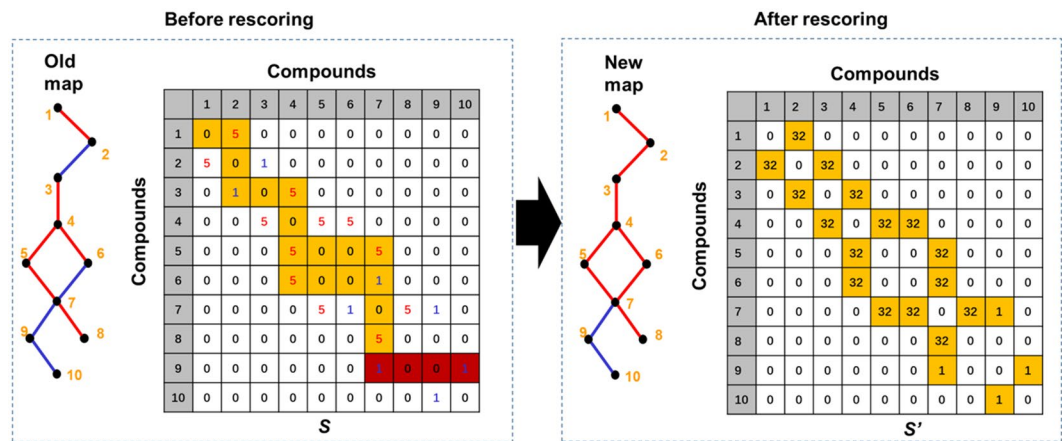 Before rescoring
After rescoring
Old
map
1
2
3
4
5
6
7
9
8
10
Compounds
Compounds
1 2 3 4 5 6 7 8 9 10
1 0 5 0 0 0 0 0 0 0 0
2 5 0 1 0 0 0 0 0 0 0
3 0 1 0 5 0 0 0 0 0 0
4 0 0 5 0 5 5 0 0 0 0
5 0 0 0 5 0 0 5 0 0 0
6 0 0 0 5 0 0 1 0 0 0
7 0 0 0 0 5 1 0 5 1 0
8 0 0 0 0 0 0 5 0 0 0
9 0 0 0 0 0 0 1 0 0 1
10 0 0 0 0 0 0 0 0 1 0
S
New
map
1
2
3
4
5
6
7
9
8
10
Compounds
Compounds
1 2 3 4 5 6 7 8 9 10
1 0 32 0 0 0 0 0 0 0 0
2 32 0 32 0 0 0 0 0 0 0
3 0 32 0 32 0 0 0 0 0 0
4 0 0 32 0 32 32 0 0 0 0
5 0 0 0 32 0 0 32 0 0 0
6 0 0 0 32 0 0 32 0 0 0
7 0 0 0 0 32 32 0 32 1 0
8 0 0 0 0 0 0 32 0 0 0
9 0 0 0 0 0 0 1 0 0 1
10 0 0 0 0 0 0 0 0 1 0
S'